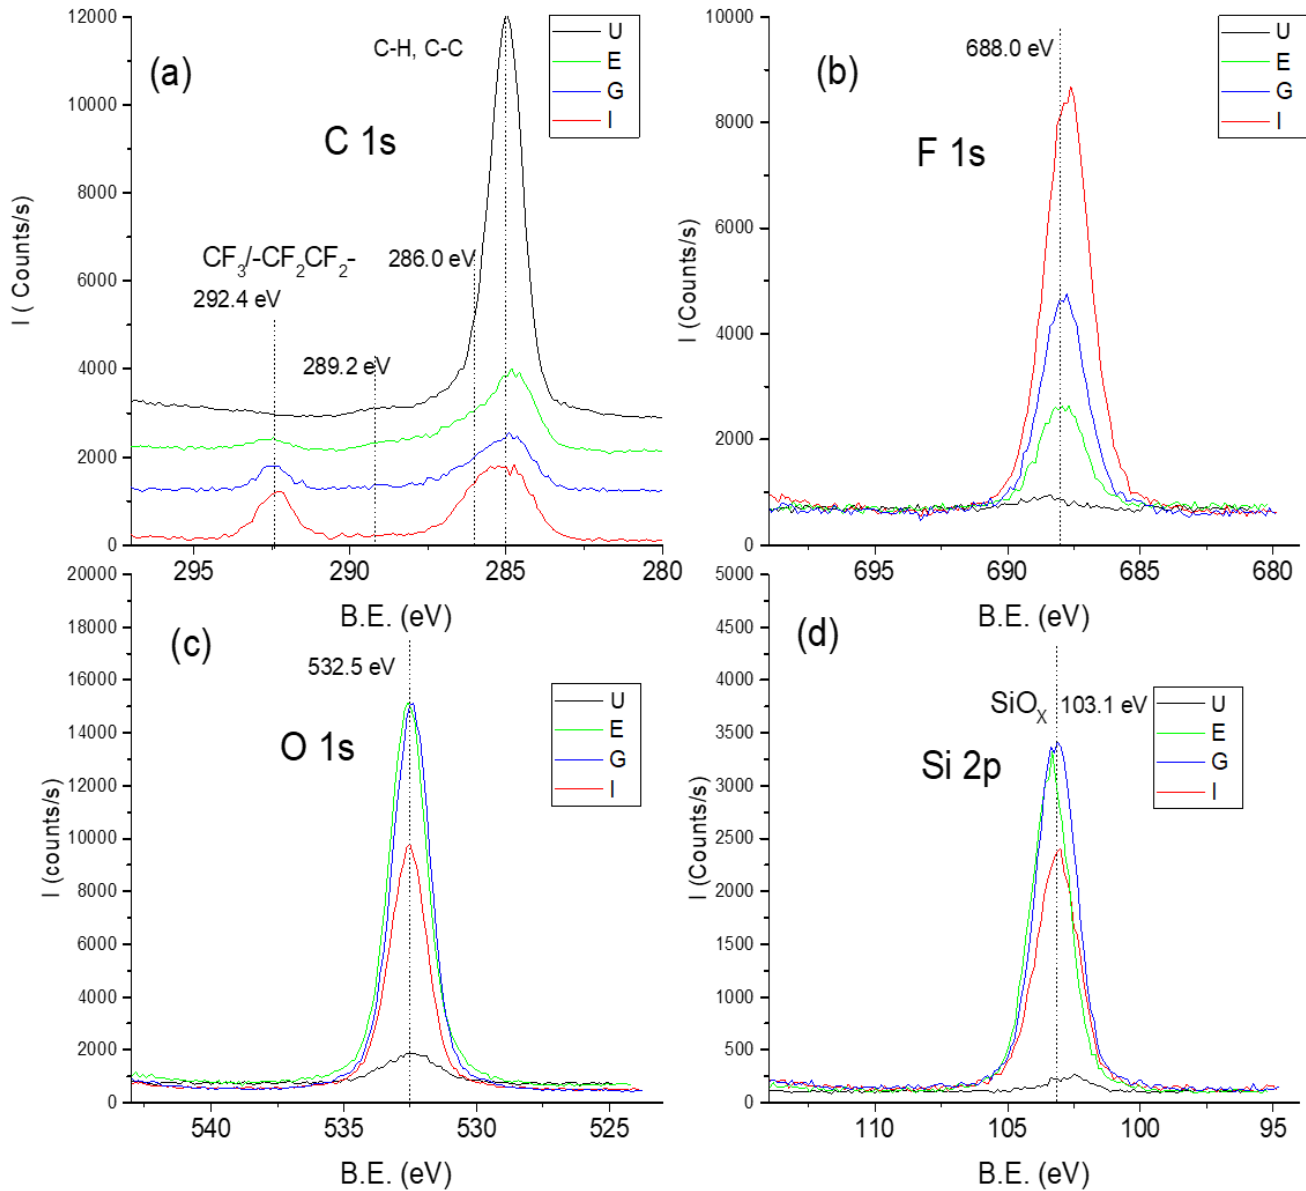 (a)
C-H, C-C
U
E
G
I
C 1s
CF₃/-CF₂CF₂-
286.0 eV
292.4 eV
289.2 eV
12000
10000
8000
6000
4000
2000
0
I ( Counts/s)
295
290
285
280
B.E. (eV)
(b)
688.0 eV
U
E
G
I
F 1s
10000
8000
6000
4000
2000
0
I (Counts/s)
695
690
685
680
B.E. (eV)
(c)
532.5 eV
U
E
G
I
O 1s
20000
18000
16000
14000
12000
10000
8000
6000
4000
2000
0
I (counts/s)
540
535
530
525
B.E. (eV)
(d)
SiOₓ 103.1 eV
U
E
G
I
Si 2p
5000
4500
4000
3500
3000
2500
2000
1500
1000
500
0
I (Counts/s)
110
105
100
95
B.E. (eV)